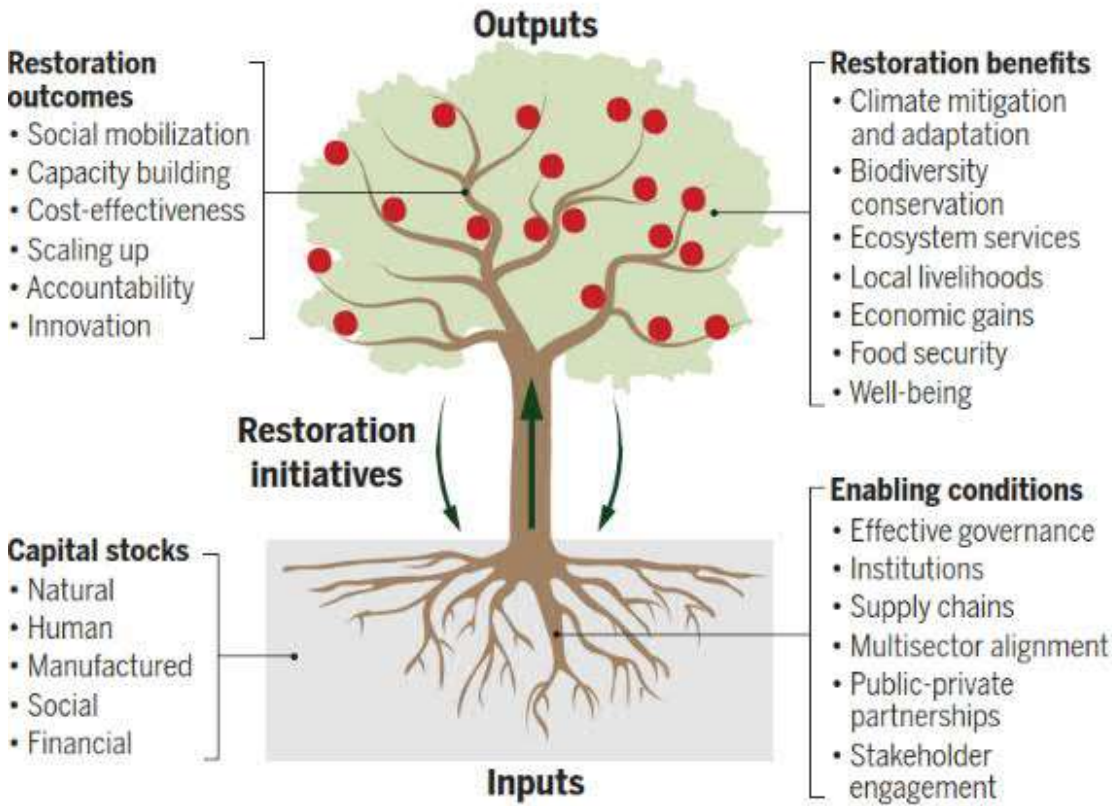 Outputs
Restoration
outcomes
• Social mobilization
• Capacity building
• Cost-effectiveness
• Scaling up
• Accountability
• Innovation
Restoration benefits
• Climate mitigation
and adaptation
• Biodiversity
conservation
• Ecosystem services
• Local livelihoods
• Economic gains
• Food security
• Well-being
Restoration
initiatives
Capital stocks
• Natural
• Human
• Manufactured
• Social
• Financial
Enabling conditions
• Effective governance
• Institutions
• Supply chains
• Multisector alignment
• Public-private
partnerships
• Stakeholder
engagement
Inputs